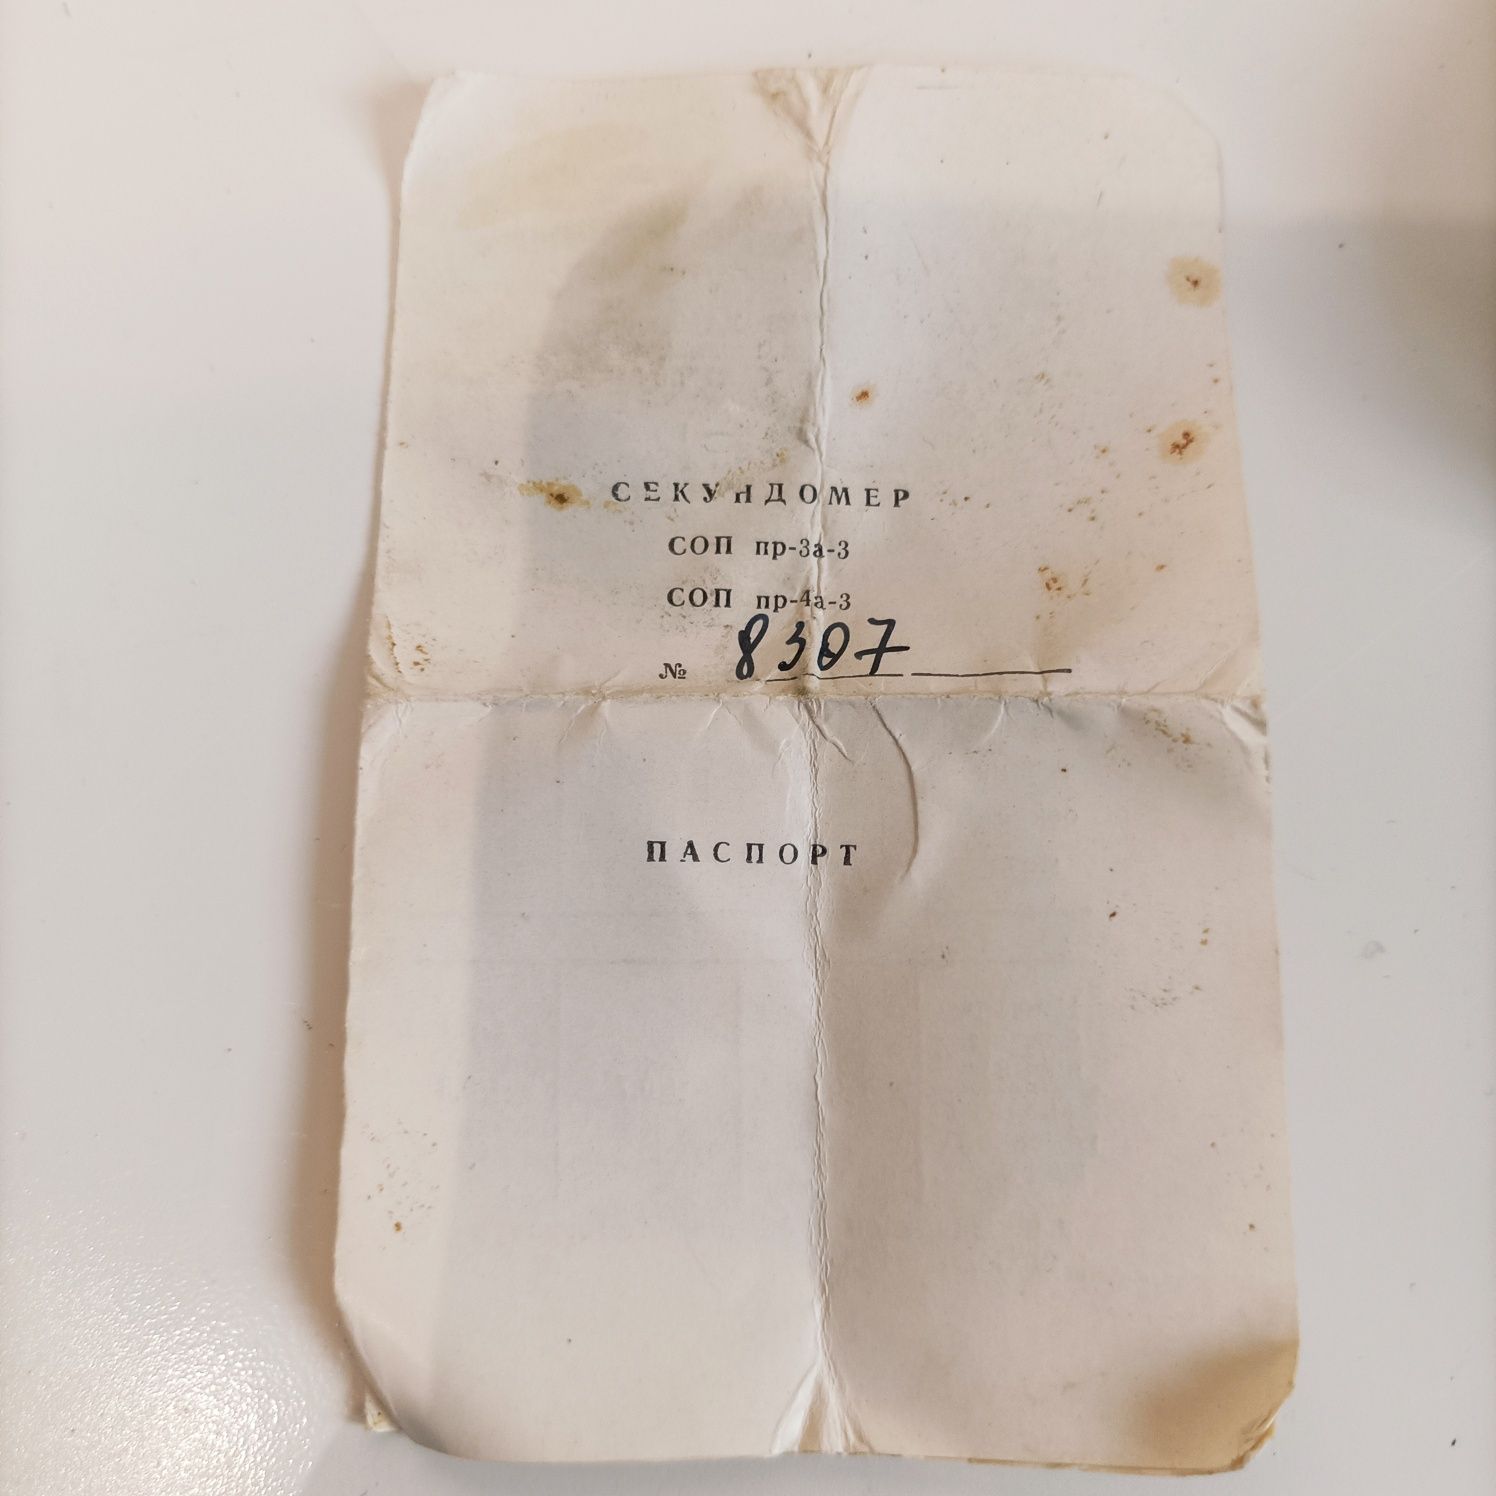 СЕКУНДОМЕР
СОП пр-3а-3
СОП пр-4а-3
№ 8307
ПАСПОРТ